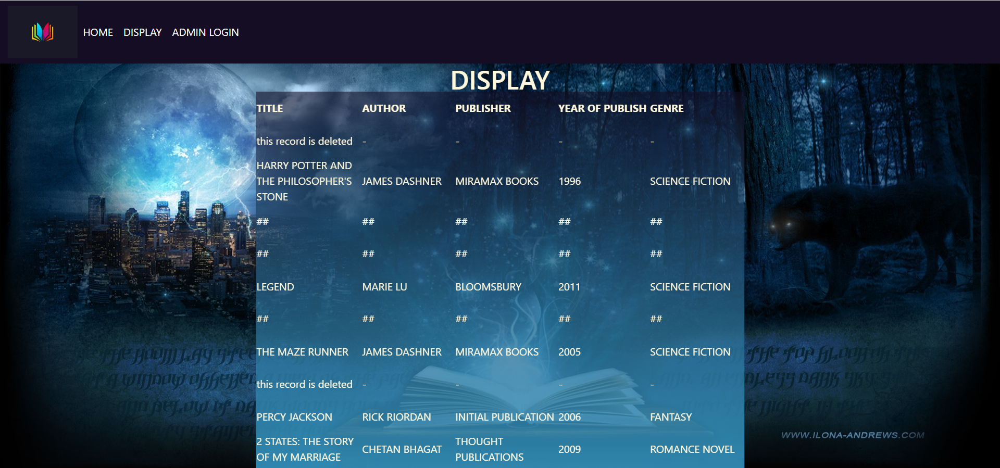 HOME DISPLAY ADMIN LOGIN
DISPLAY
TITLE AUTHOR PUBLISHER YEAR OF PUBLISH GENRE
this record is deleted - - - -
HARRY POTTER AND
THE PHILOSOPHER'S JAMES DASHNER MIRAMAX BOOKS 1996 SCIENCE FICTION
STONE
## ## ## ## ##
## ## ## ## ##
LEGEND MARIE LU BLOOMSBURY 2011 SCIENCE FICTION
## ## ## ## ##
THE MAZE RUNNER JAMES DASHNER MIRAMAX BOOKS 2005 SCIENCE FICTION
this record is deleted - - - -
PERCY JACKSON RICK RIORDAN INITIAL PUBLICATION 2006 FANTASY
WWW.ILONA-ANDREWS.COM
2 STATES: THE STORY THOUGHT
CHETAN BHAGAT 2009 ROMANCE NOVEL
OF MY MARRIAGE PUBLICATIONS